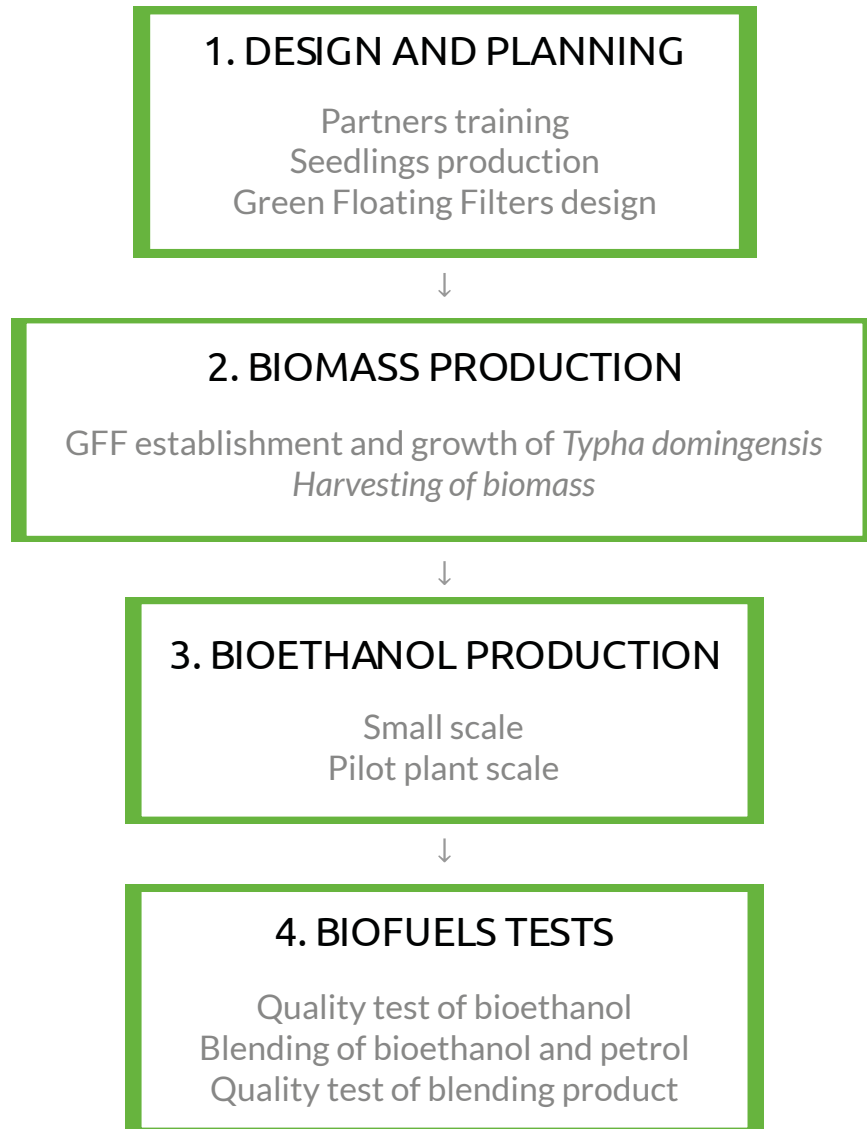 1. DESIGN AND PLANNING
Partners training
Seedlings production
Green Floating Filters design
↓
2. BIOMASS PRODUCTION
GFF establishment and growth of Typha domingensis
Harvesting of biomass
↓
3. BIOETHANOL PRODUCTION
Small scale
Pilot plant scale
↓
4. BIOFUELS TESTS
Quality test of bioethanol
Blending of bioethanol and petrol
Quality test of blending product